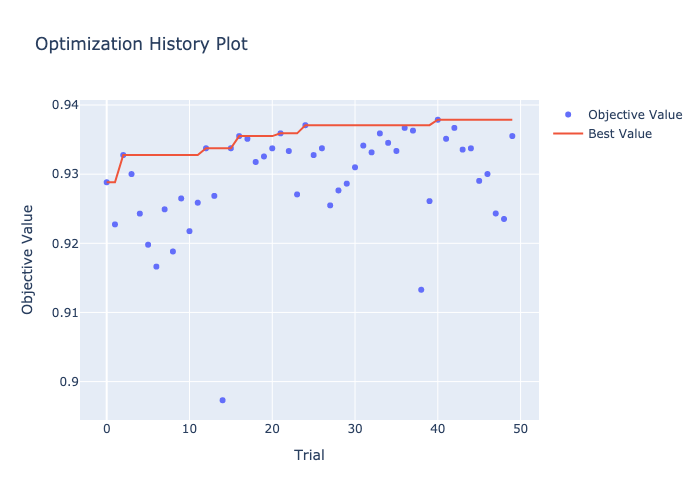 Optimization History Plot
Objective Value
Best Value
0.94
0.93
0.92
0.91
0.9
Objective Value
0
10
20
30
40
50
Trial